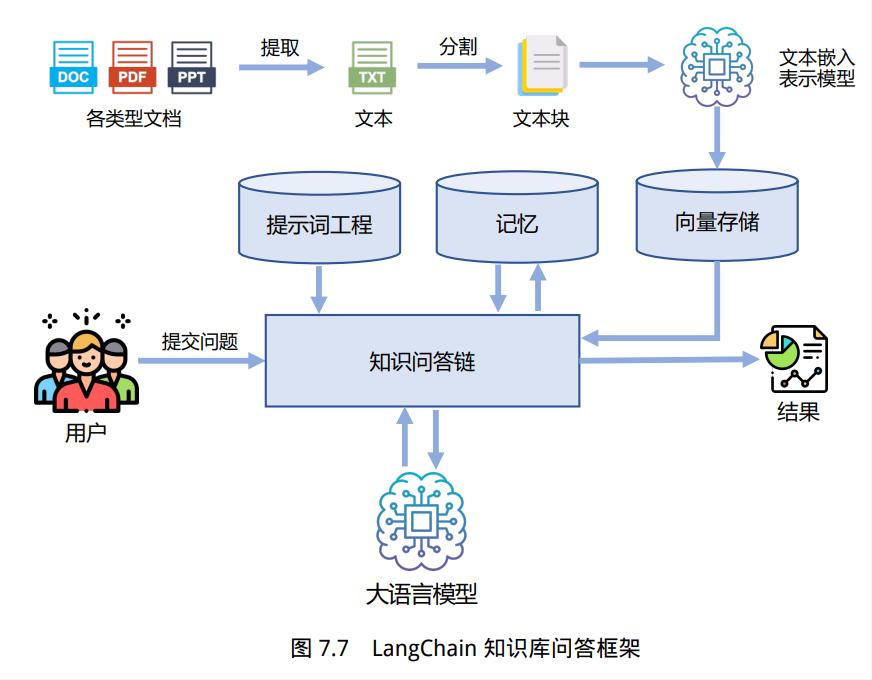 提取
分割
DOC
PDF
PPT
TXT
文本嵌入
表示模型
各类型文档
文本
文本块
提示词工程
记忆
向量存储
提交问题
知识问答链
用户
结果
大语言模型
图 7.7 LangChain 知识库问答框架